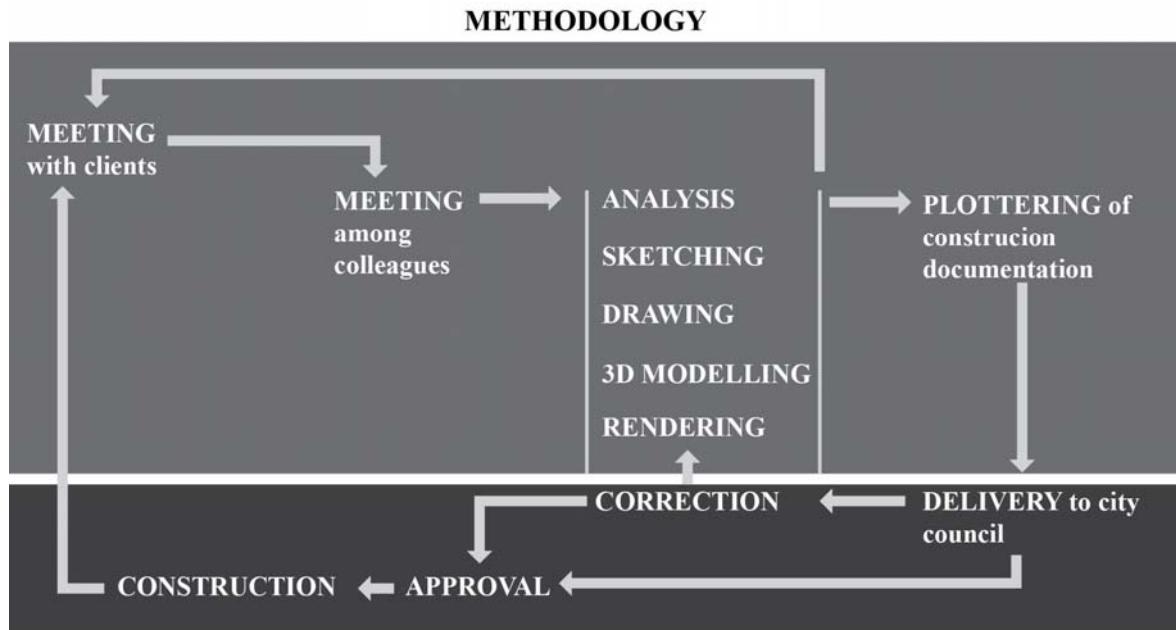 METHODOLOGY
MEETING
with clients
MEETING
among
colleagues
ANALYSIS
SKETCHING
DRAWING
3D MODELLING
RENDERING
PLOTTERING of
construcion
documentation
CORRECTION
DELIVERY to city
council
CONSTRUCTION
APPROVAL